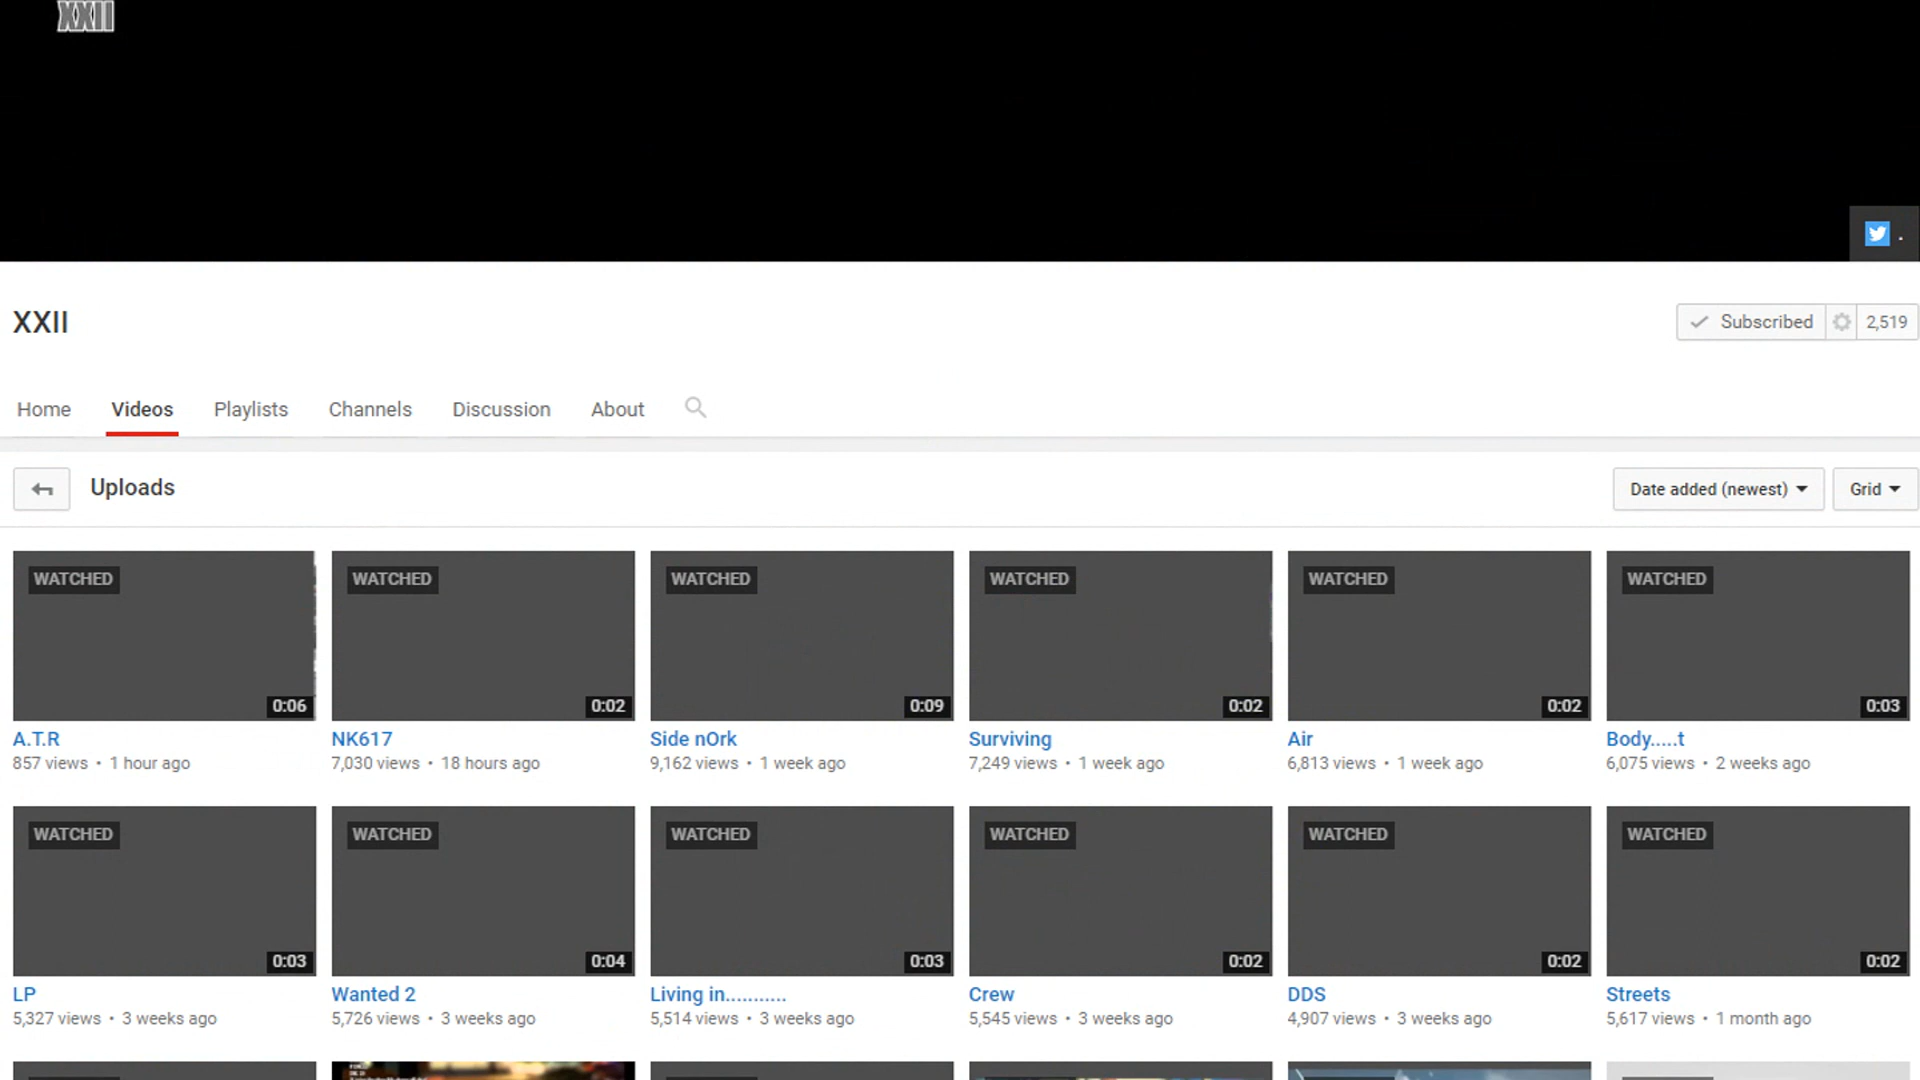 XXII
.
XXII
Subscribed 2,519
Home Videos Playlists Channels Discussion About
Uploads
Date added (newest) Grid
WATCHED WATCHED WATCHED WATCHED WATCHED WATCHED
0:06 0:02 0:09 0:02 0:02 0:03
A.T.R NK617 Side nOrk Surviving Air Body.....t
857 views • 1 hour ago 7,030 views • 18 hours ago 9,162 views • 1 week ago 7,249 views • 1 week ago 6,813 views • 1 week ago 6,075 views • 2 weeks ago
WATCHED WATCHED WATCHED WATCHED WATCHED WATCHED
0:03 0:04 0:03 0:02 0:02 0:02
LP Wanted 2 Living in........... Crew DDS Streets
5,327 views • 3 weeks ago 5,726 views • 3 weeks ago 5,514 views • 3 weeks ago 5,545 views • 3 weeks ago 4,907 views • 3 weeks ago 5,617 views • 1 month ago